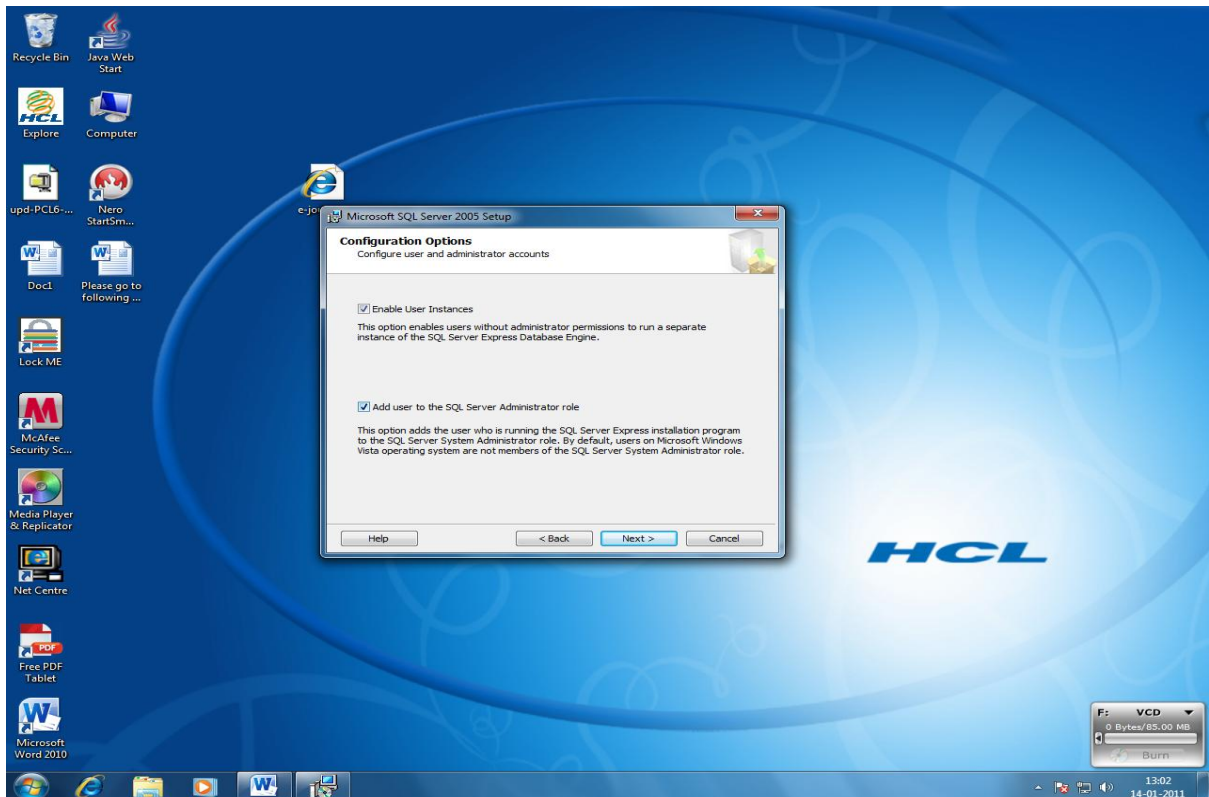 Recycle Bin
Java Web
Start
HCL
Explore
Computer
upd-PCL6-...
Nero
StartSm...
e-jo
Doc1
Please go to
following ...
Lock ME
McAfee
Security Sc...
Media Player
& Replicator
Net Centre
PDF
Free PDF
Tablet
Microsoft
Word 2010
Microsoft SQL Server 2005 Setup
Configuration Options
Configure user and administrator accounts
Enable User Instances
This option enables users without administrator permissions to run a separate
instance of the SQL Server Express Database Engine.
Add user to the SQL Server Administrator role
This option adds the user who is running the SQL Server Express installation program
to the SQL Server System Administrator role. By default, users on Microsoft Windows
Vista operating system are not members of the SQL Server System Administrator role.
Help
< Back
Next >
Cancel
HCL
F: VCD
0 Bytes/85.00 MB
Burn
13:02
14-01-2011